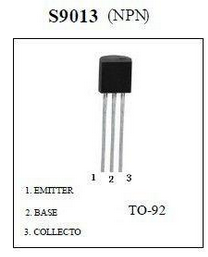 S9013 (NPN)
1 2 3
1. EMITTER
2. BASE
TO-92
3. COLLECTO